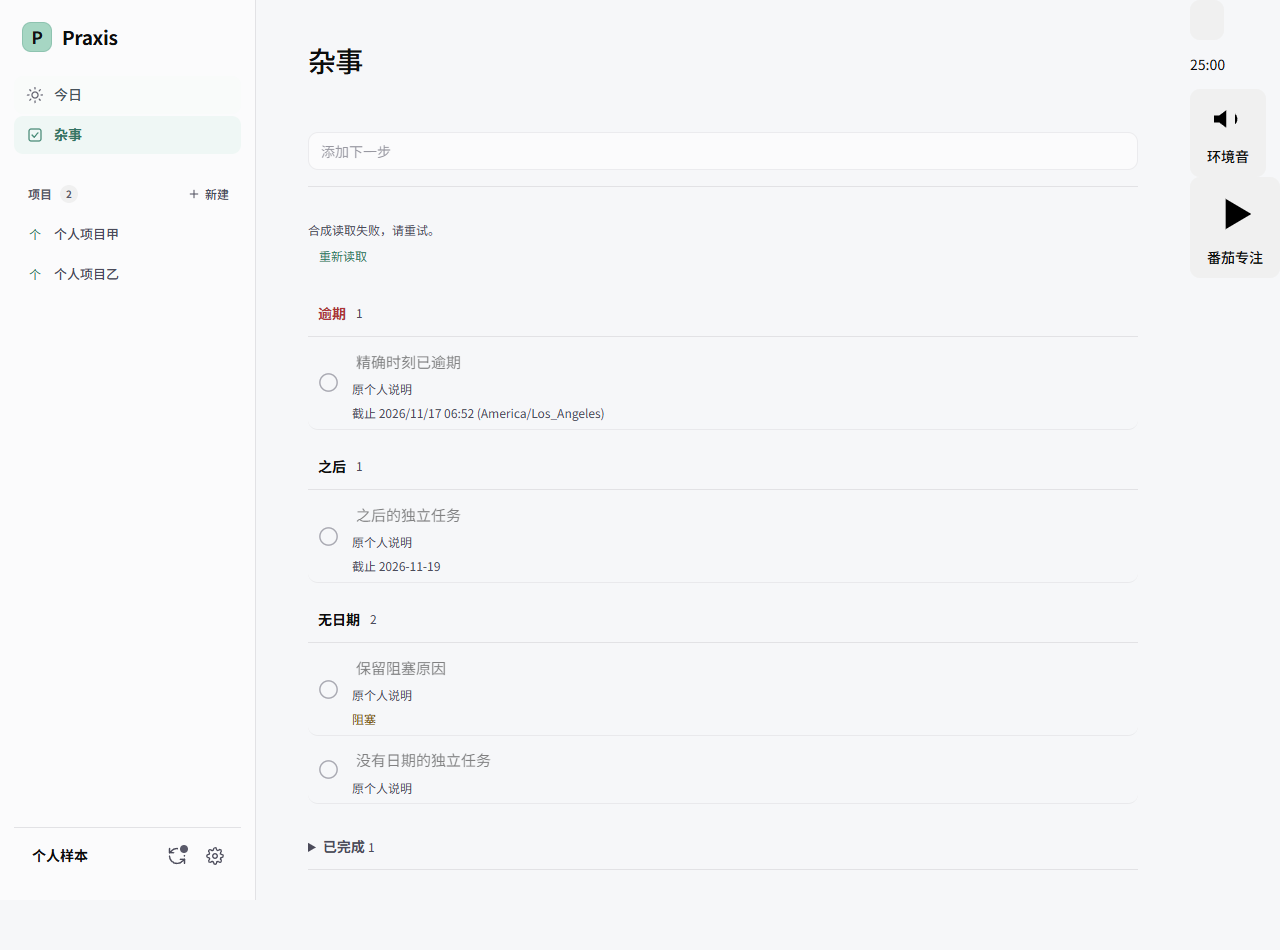 P Praxis
今日
杂事
项目 2 + 新建
个人项目甲
个人项目乙
个人样本
杂事
添加下一步
合成读取失败，请重试。
重新读取
逾期 1
精确时刻已逾期
原个人说明
截止 2026/11/17 06:52 (America/Los_Angeles)
之后 1
之后的独立任务
原个人说明
截止 2026-11-19
无日期 2
保留阻塞原因
原个人说明
阻塞
没有日期的独立任务
原个人说明
已完成 1
25:00
环境音
番茄专注